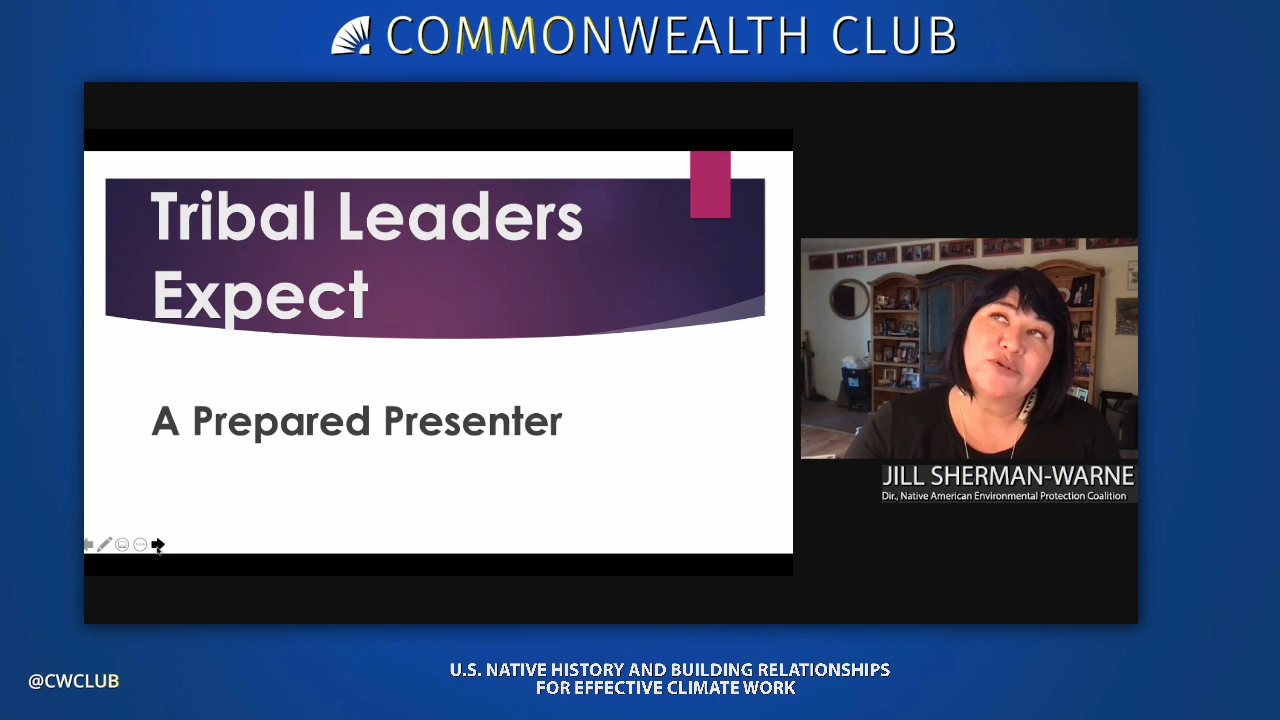 COMMONWEALTH CLUB
Tribal Leaders
Expect
A Prepared Presenter
JILL SHERMAN-WARNE
Dir., Native American Environmental Protection Coalition
@CWCLUB
U.S. NATIVE HISTORY AND BUILDING RELATIONSHIPS
FOR EFFECTIVE CLIMATE WORK